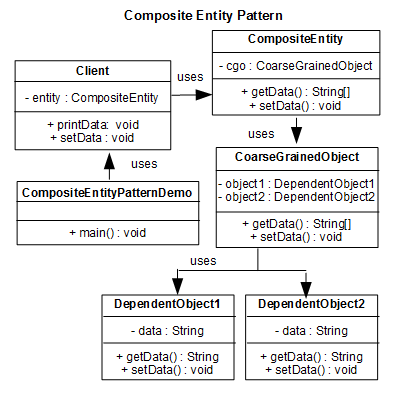 Composite Entity Pattern
CompositeEntity
- cgo : CoarseGrainedObject
+ getData() : String[]
+ setData() : void
Client
- entity : CompositeEntity
+ printData: void
+ setData : void
uses
uses
uses
CoarseGrainedObject
- object1 : DependentObject1
- object2 : DependentObject2
+ getData() : String[]
+ setData() : void
CompositeEntityPatternDemo
+ main() : void
uses
DependentObject1
- data : String
+ getData() : String
+ setData() : void
DependentObject2
- data : String
+ getData() : String
+ setData() : void